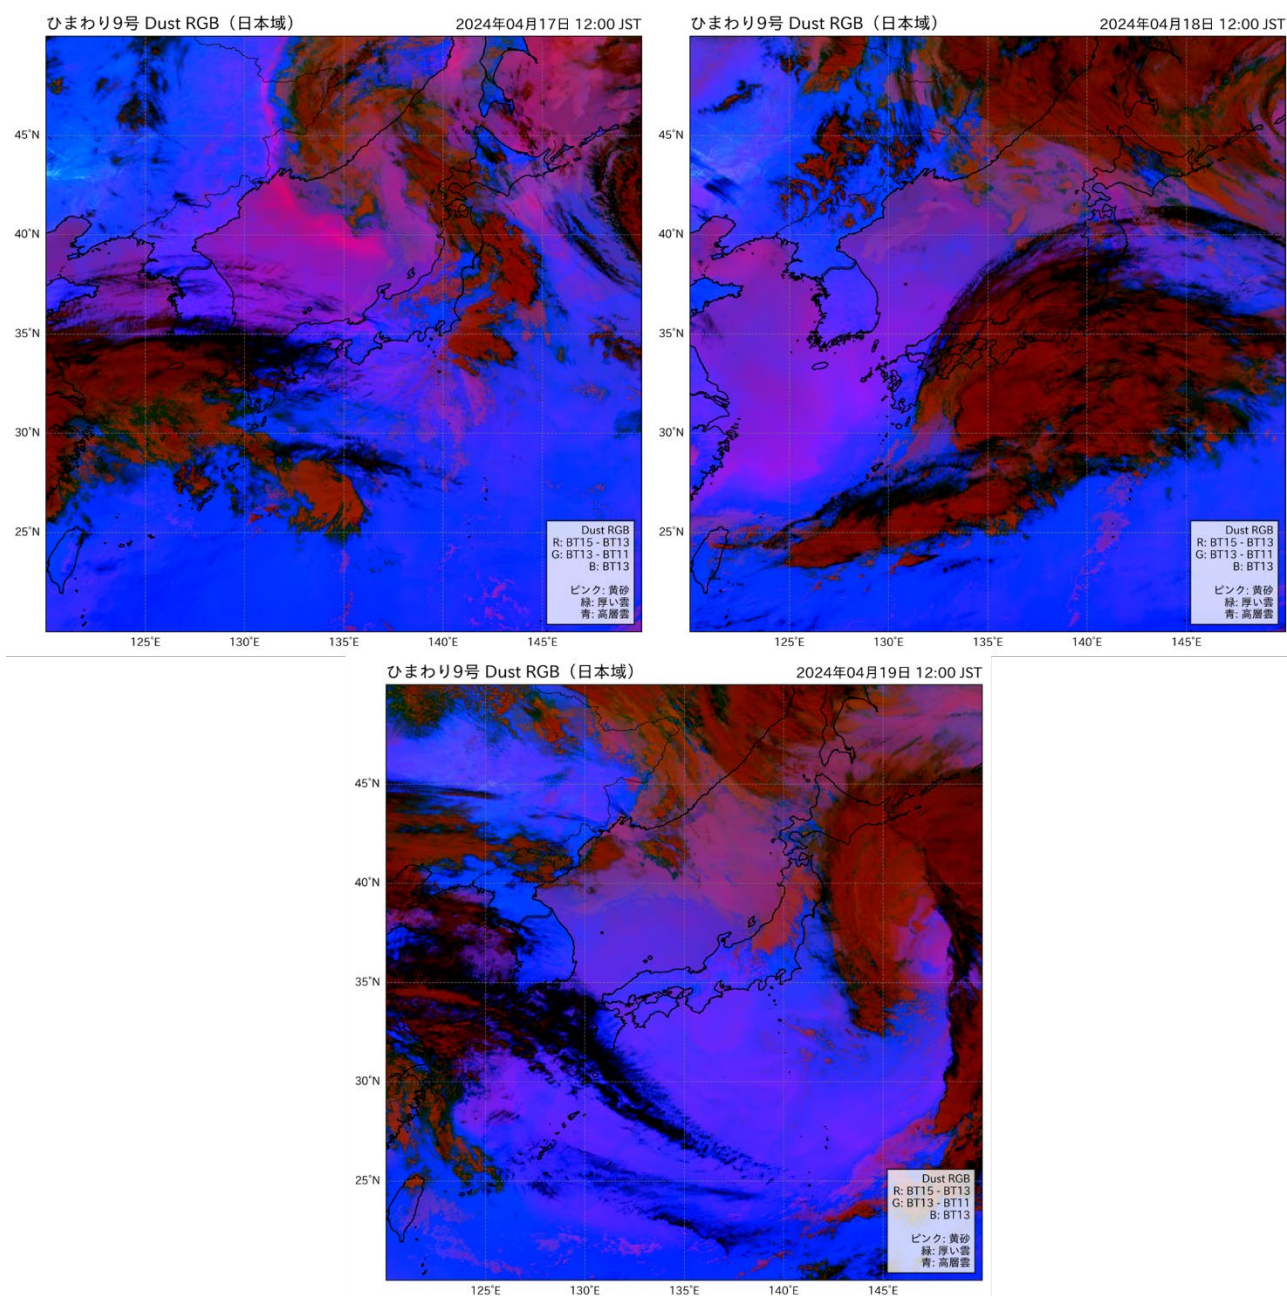 ひまわり9号 Dust RGB（日本域） 2024年04月17日 12:00 JST
45°N
40°N
35°N
30°N
25°N
125°E 130°E 135°E 140°E 145°E
Dust RGB
R: BT15 - BT13
G: BT13 - BT11
B: BT13
ピンク: 黄砂
緑: 厚い雲
青: 高層雲
ひまわり9号 Dust RGB（日本域） 2024年04月18日 12:00 JST
45°N
40°N
35°N
30°N
25°N
125°E 130°E 135°E 140°E 145°E
Dust RGB
R: BT15 - BT13
G: BT13 - BT11
B: BT13
ピンク: 黄砂
緑: 厚い雲
青: 高層雲
ひまわり9号 Dust RGB（日本域） 2024年04月19日 12:00 JST
45°N
40°N
35°N
30°N
25°N
125°E 130°E 135°E 140°E 145°E
Dust RGB
R: BT15 - BT13
G: BT13 - BT11
B: BT13
ピンク: 黄砂
緑: 厚い雲
青: 高層雲